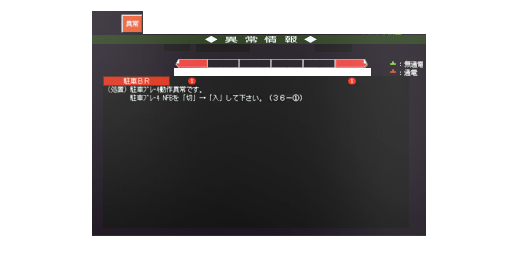 異常
◆ 異常情報 ◆
：無通電
：通電
駐車ＢＲ ① ①
（処置）駐車ﾌﾞﾚｰｷ動作異常です。
駐車ﾌﾞﾚｰｷ NFBを「切」→「入」して下さい。（３６－①）